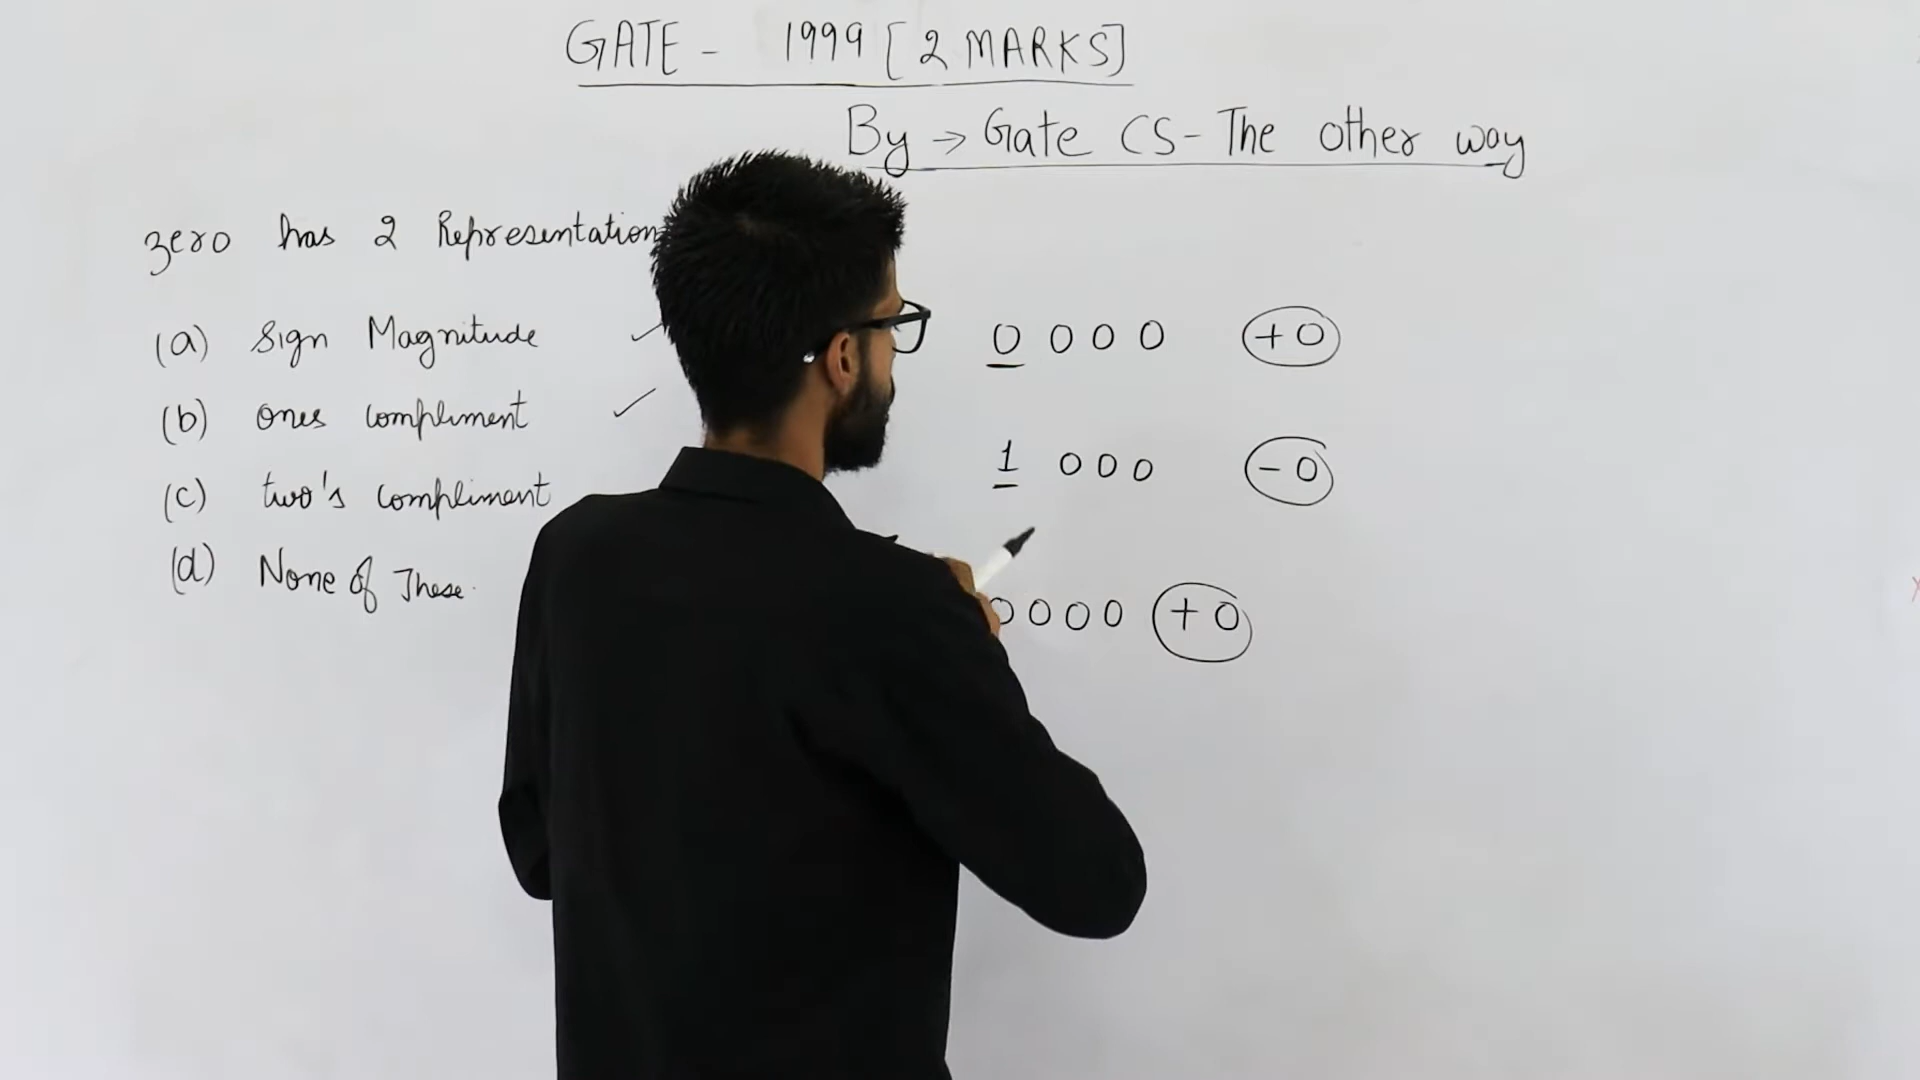 GATE - 1999 [2 MARKS]
By → Gate CS - The other way
zero has 2 Representation
(a) Sign Magnitude ✓
(b) ones compliment ✓
(c) two's compliment
(d) None of These.
0 0 0 0 +0
1 0 0 0 -0
0 0 0 0 +0